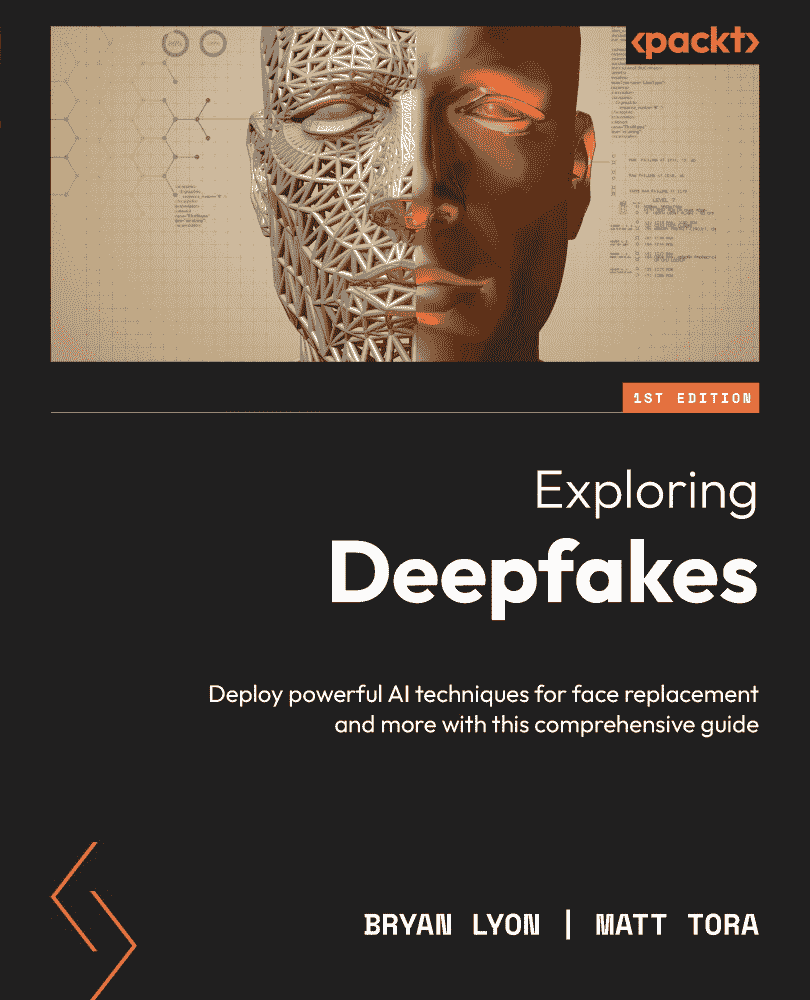 <packt>
1ST EDITION
Exploring
Deepfakes
Deploy powerful AI techniques for face replacement
and more with this comprehensive guide
BRYAN LYON | MATT TORA